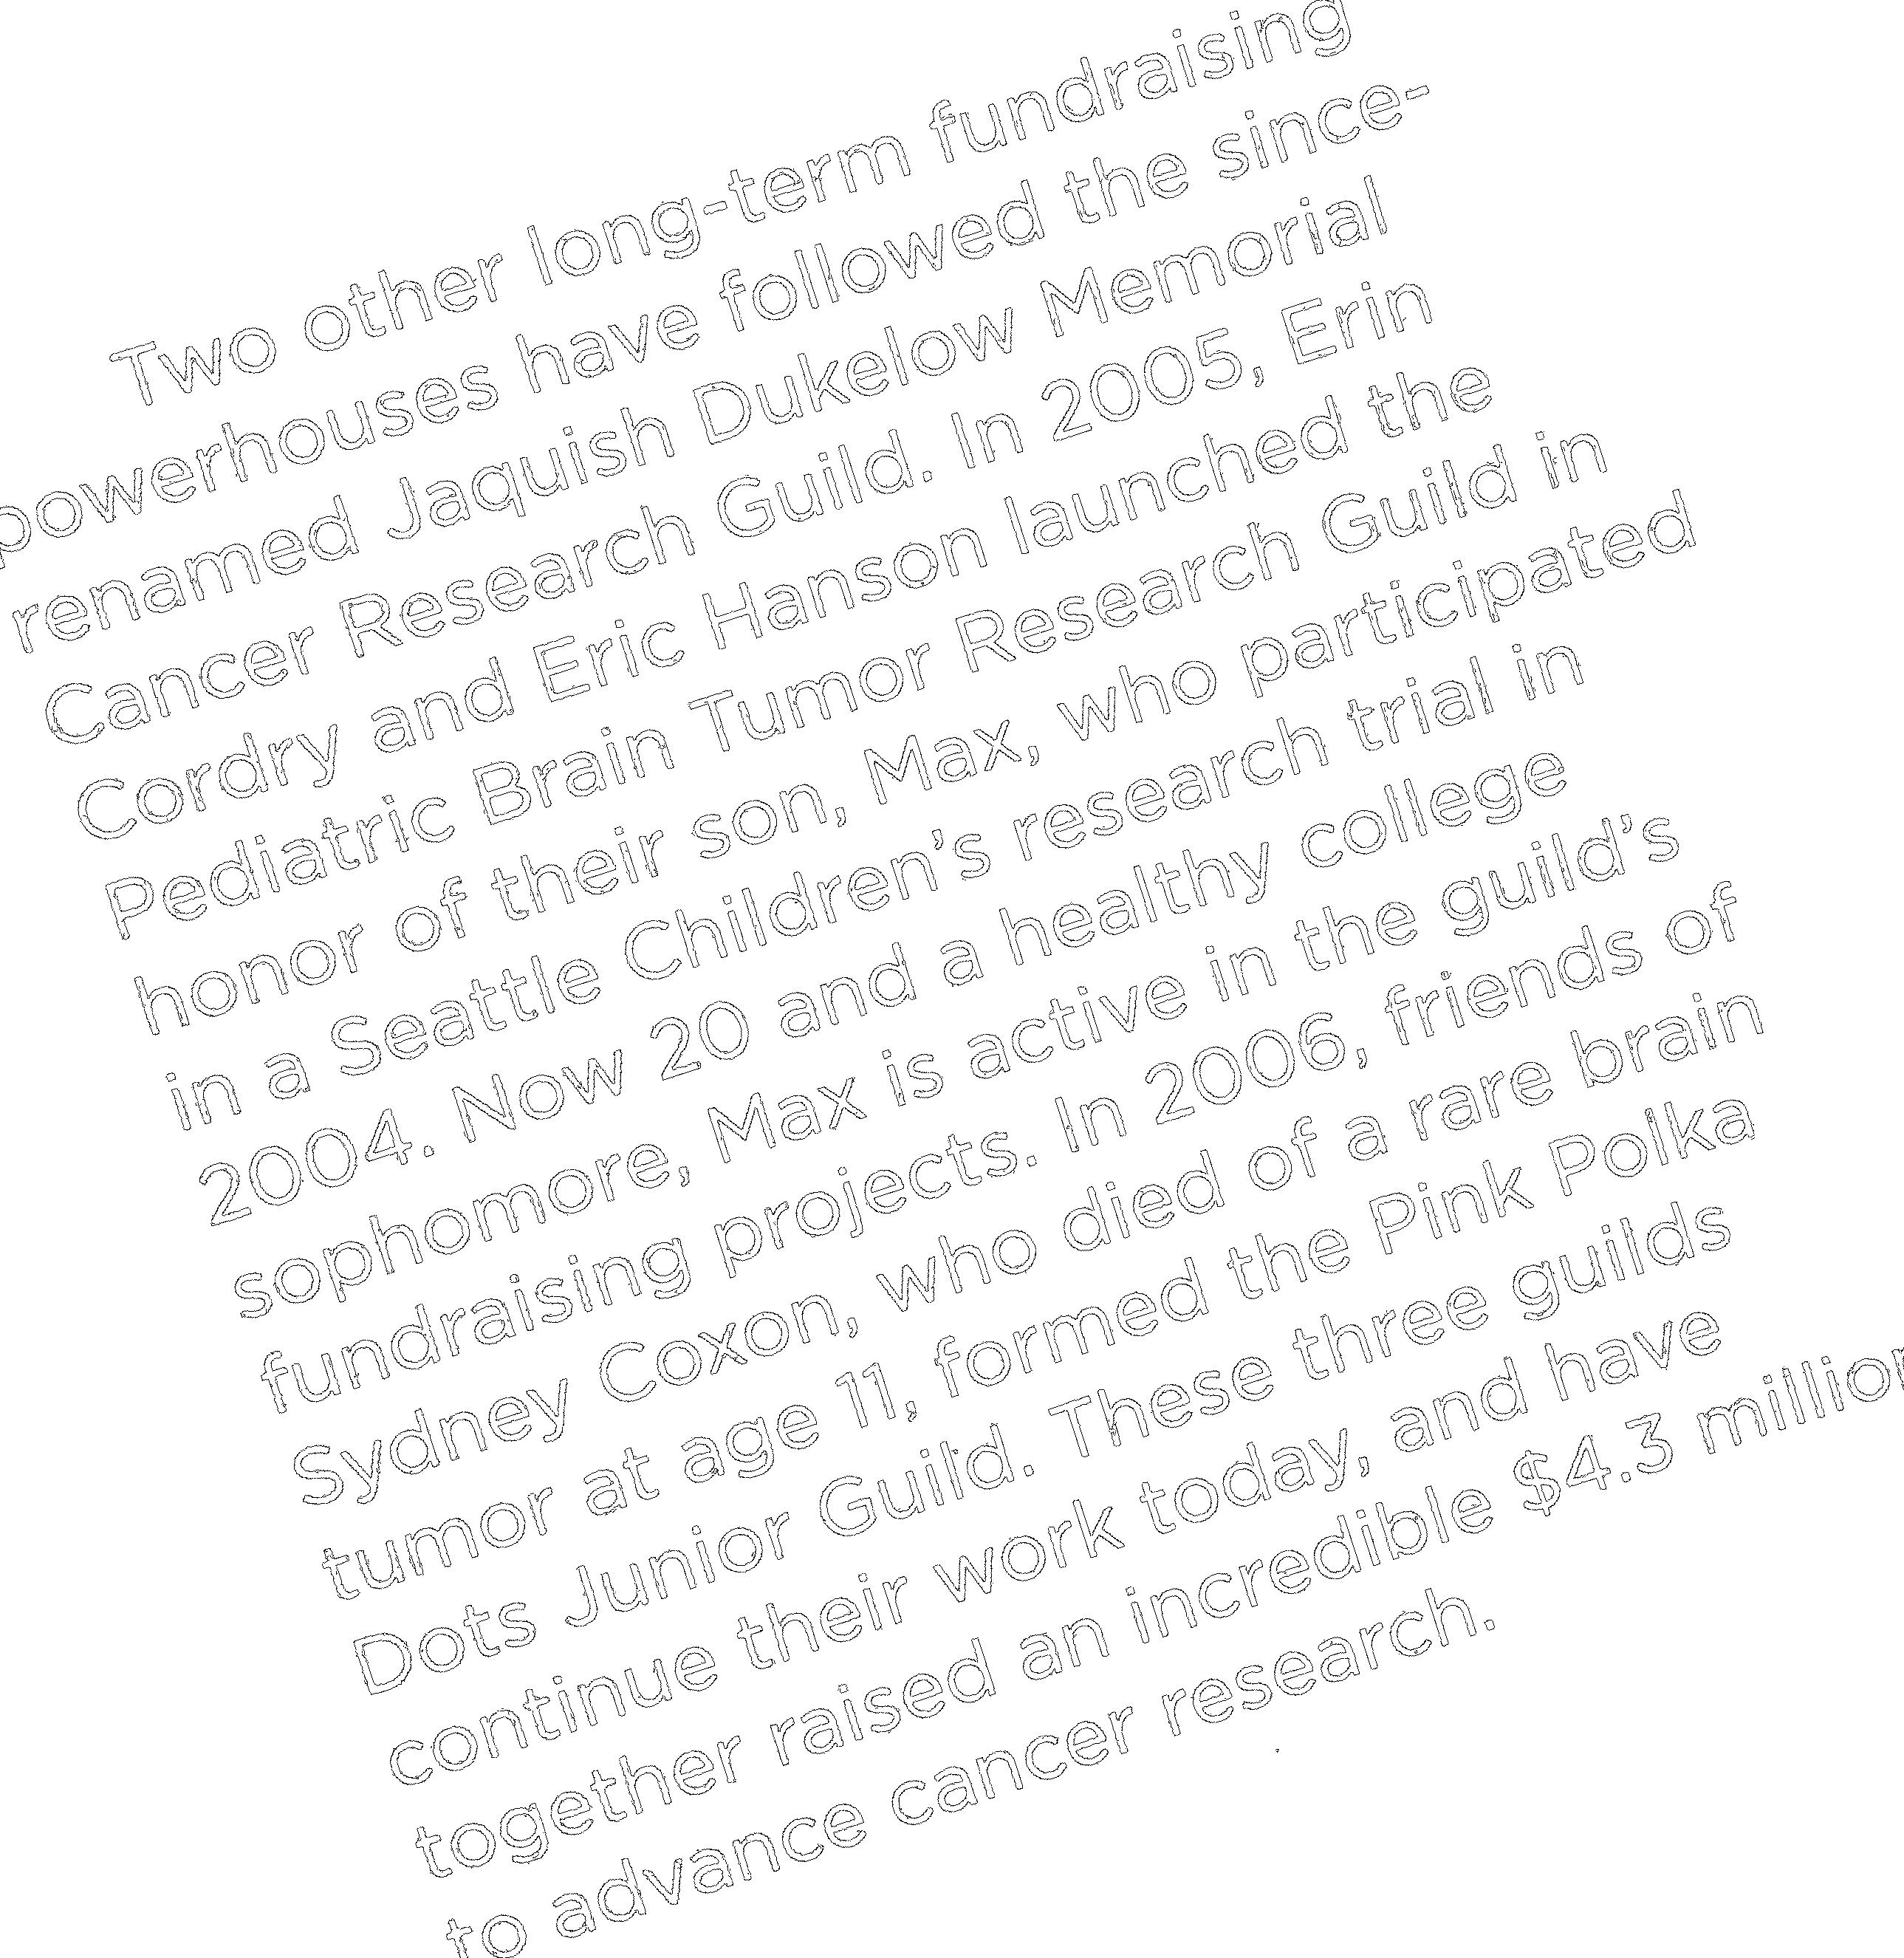 Two other long-term fundraising
powerhouses have followed the since-
renamed Jaquish Dukelow Memorial
Cancer Research Guild. In 2005, Erin
Cordry and Eric Hanson launched the
Pediatric Brain Tumor Research Guild in
honor of their son, Max, who participated
in a Seattle Children’s research trial in
2004. Now 20 and a healthy college
sophomore, Max is active in the guild’s
fundraising projects. In 2006, friends of
Sydney Coxon, who died of a rare brain
tumor at age 11, formed the Pink Polka
Dots Junior Guild. These three guilds
continue their work today, and have
together raised an incredible $4.3 million
to advance cancer research.